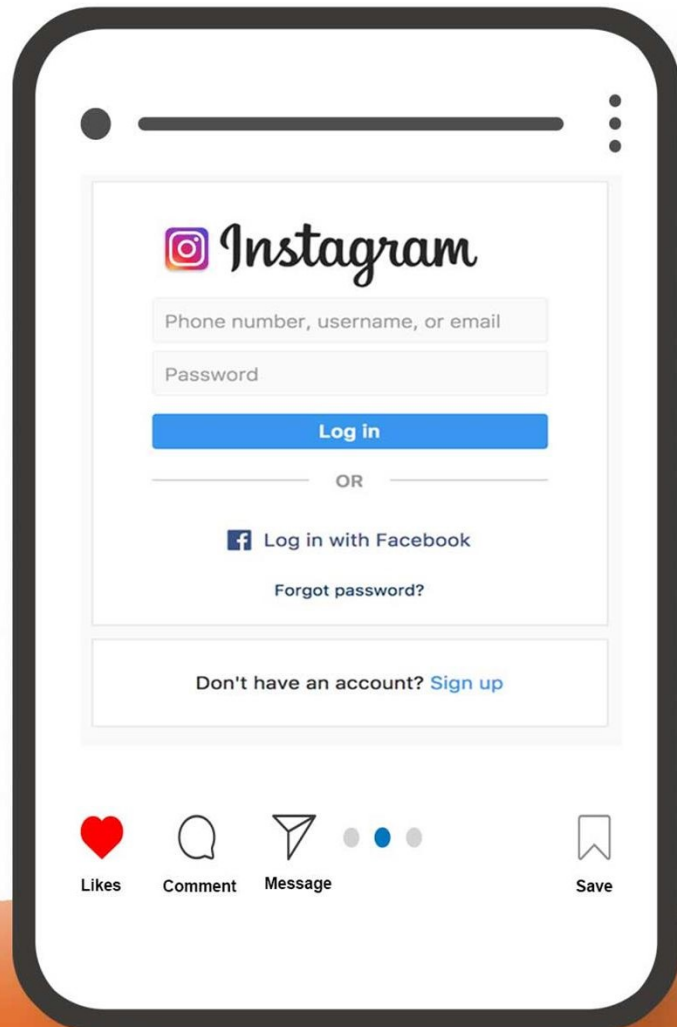 Instagram
Phone number, username, or email
Password
Log in
OR
Log in with Facebook
Forgot password?
Don't have an account? Sign up
Likes
Comment
Message
Save